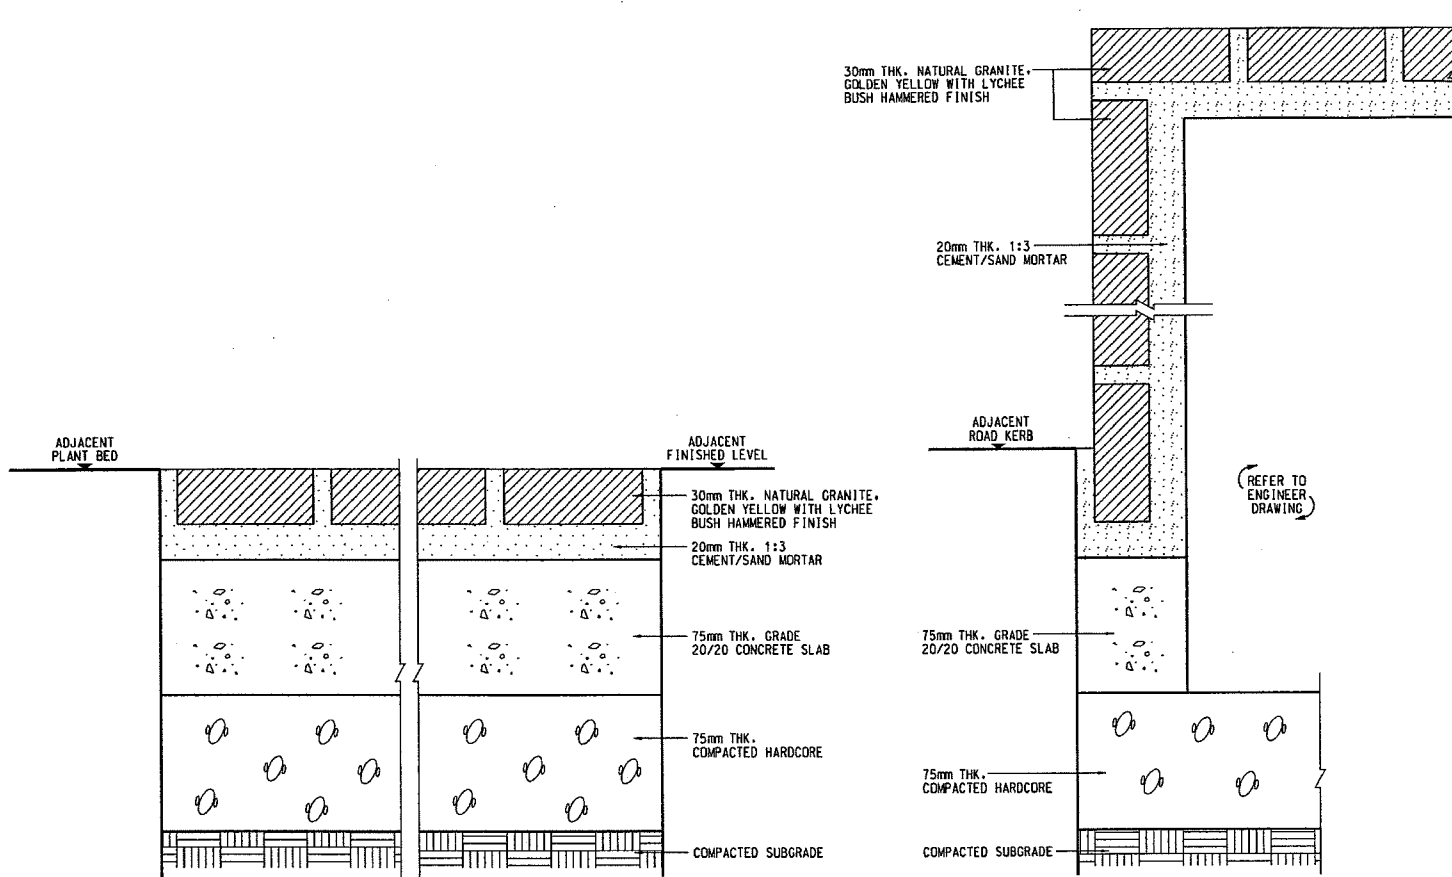 30mm THK. NATURAL GRANITE,
GOLDEN YELLOW WITH LYCHEE
BUSH HAMMERED FINISH
20mm THK. 1:3
CEMENT/SAND MORTAR
ADJACENT
PLANT BED
ADJACENT
FINISHED LEVEL
30mm THK. NATURAL GRANITE,
GOLDEN YELLOW WITH LYCHEE
BUSH HAMMERED FINISH
20mm THK. 1:3
CEMENT/SAND MORTAR
75mm THK. GRADE
20/20 CONCRETE SLAB
75mm THK.
COMPACTED HARDCORE
COMPACTED SUBGRADE
ADJACENT
ROAD KERB
REFER TO
ENGINEER
DRAWING
75mm THK. GRADE
20/20 CONCRETE SLAB
75mm THK.
COMPACTED HARDCORE
COMPACTED SUBGRADE